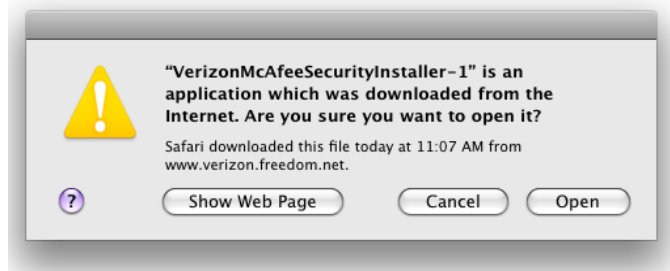 “VerizonMcAfeeSecurityInstaller-1” is an
application which was downloaded from the
Internet. Are you sure you want to open it?
Safari downloaded this file today at 11:07 AM from
www.verizon.freedom.net.
?
Show Web Page
Cancel
Open